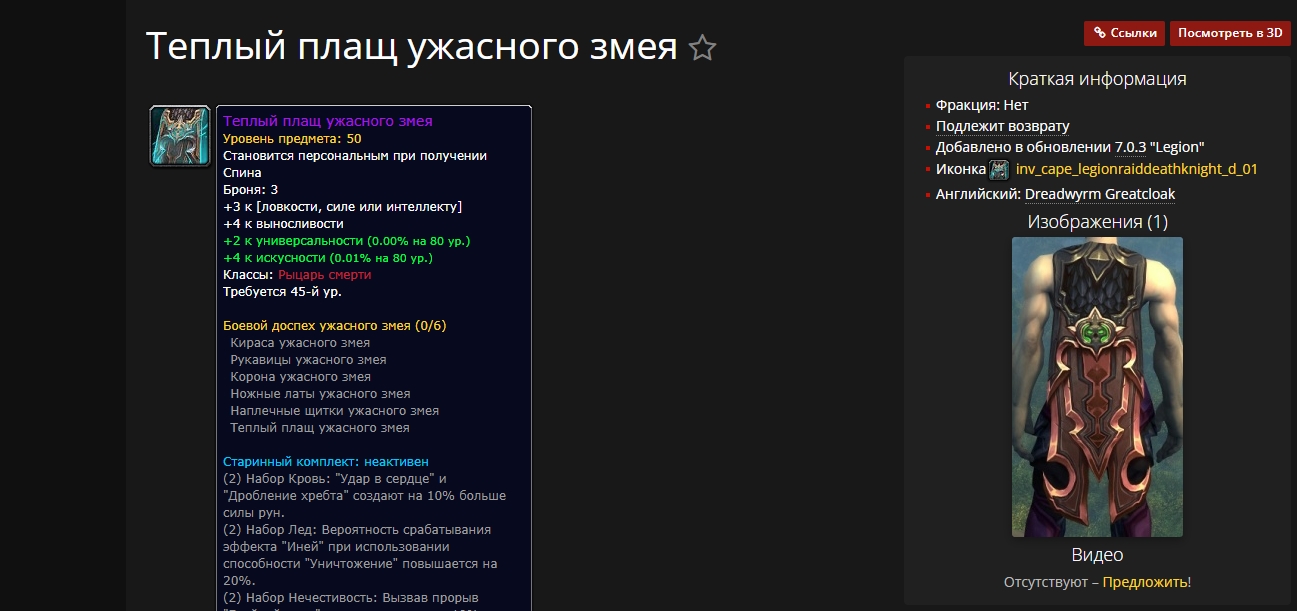 Теплый плащ ужасного змея
Ссылки
Посмотреть в 3D
Теплый плащ ужасного змея
Уровень предмета: 50
Становится персональным при получении
Спина
Броня: 3
+3 к [ловкости, силе или интеллекту]
+4 к выносливости
+2 к универсальности (0.00% на 80 ур.)
+4 к искусности (0.01% на 80 ур.)
Классы: Рыцарь смерти
Требуется 45-й ур.
Боевой доспех ужасного змея (0/6)
Кираса ужасного змея
Рукавицы ужасного змея
Корона ужасного змея
Ножные латы ужасного змея
Наплечные щитки ужасного змея
Теплый плащ ужасного змея
Старинный комплект: неактивен
(2) Набор Кровь: "Удар в сердце" и
"Дробление хребта" создают на 10% больше
силы рун.
(2) Набор Лед: Вероятность срабатывания
эффекта "Иней" при использовании
способности "Уничтожение" повышается на
20%.
(2) Набор Нечестивость: Вызвав прорыв
Краткая информация
Фракция: Нет
Подлежит возврату
Добавлено в обновлении 7.0.3 "Legion"
Иконка inv_cape_legionraiddeathknight_d_01
Английский: Dreadwyrm Greatcloak
Изображения (1)
Видео
Отсутствуют – Предложить!